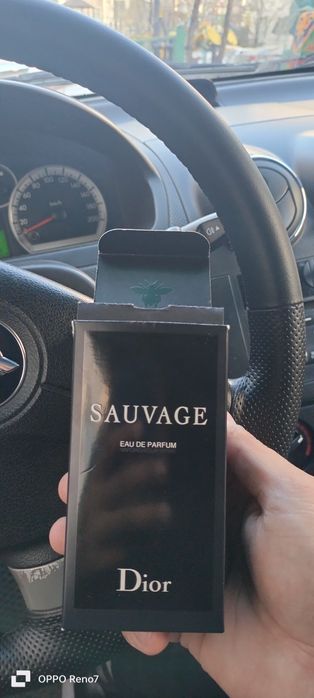 SAUVAGE
EAU DE PARFUM
Dior
OPPO Reno7